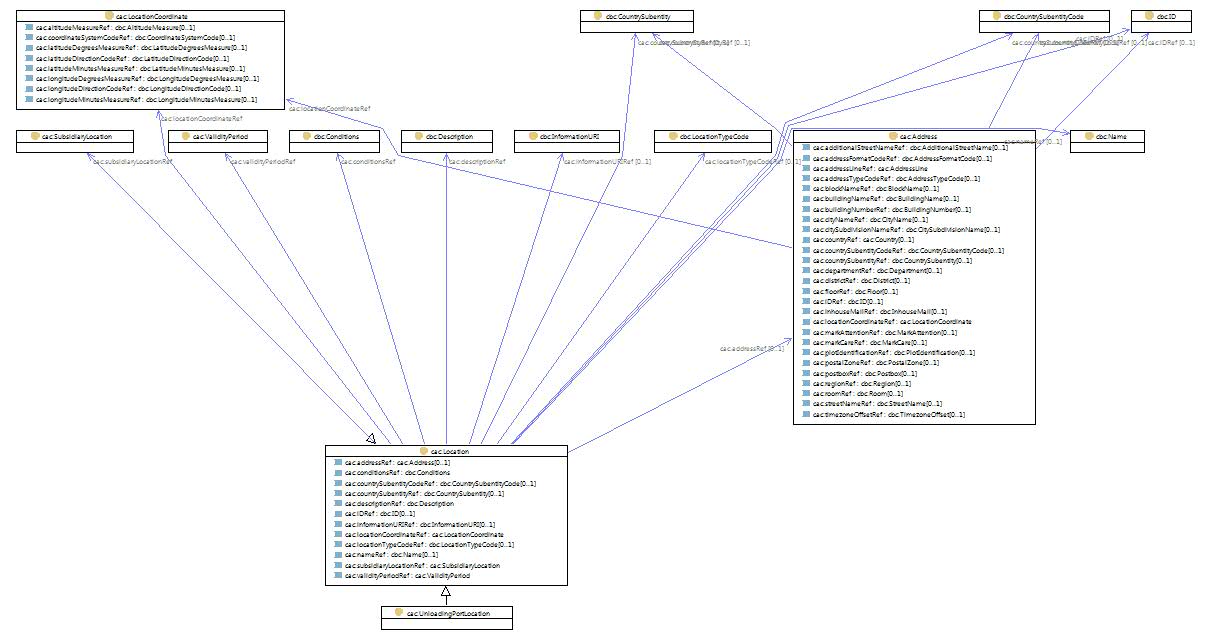 cac:LocationCoordinate
cac:altitudeMeasureRef : cbc:AltitudeMeasure[0..1]
cac:coordinateSystemCodeRef : cbc:CoordinateSystemCode[0..1]
cac:latitudeDegreesMeasureRef : cbc:LatitudeDegreesMeasure[0..1]
cac:latitudeDirectionCodeRef : cbc:LatitudeDirectionCode[0..1]
cac:latitudeMinutesMeasureRef : cbc:LatitudeMinutesMeasure[0..1]
cac:longitudeDegreesMeasureRef : cbc:LongitudeDegreesMeasure[0..1]
cac:longitudeDirectionCodeRef : cbc:LongitudeDirectionCode[0..1]
cac:longitudeMinutesMeasureRef : cbc:LongitudeMinutesMeasure[0..1]
cbc:CountrySubentity
cbc:CountrySubentityCode
cbc:ID
cac:IDRef [0..1]
cac:locationCoordinateRef
cac:locationCoordinateRef
cac:SubsidiaryLocation
cac:ValidityPeriod
cbc:Conditions
cbc:Description
cbc:InformationURI
cbc:LocationTypeCode
cac:Address
cbc:Name
cac:nameRef [0..1]
cac:subsidiaryLocationRef
cac:validityPeriodRef
cac:conditionsRef
cac:descriptionRef
cac:informationURIRef [0..1]
cac:locationTypeCodeRef [0..1]
cac:additionalStreetNameRef : cbc:AdditionalStreetName[0..1]
cac:addressFormatCodeRef : cbc:AddressFormatCode[0..1]
cac:addressLineRef : cac:AddressLine
cac:addressTypeCodeRef : cbc:AddressTypeCode[0..1]
cac:blockNameRef : cbc:BlockName[0..1]
cac:buildingNameRef : cbc:BuildingName[0..1]
cac:buildingNumberRef : cbc:BuildingNumber[0..1]
cac:cityNameRef : cbc:CityName[0..1]
cac:citySubdivisionNameRef : cbc:CitySubdivisionName[0..1]
cac:countryRef : cac:Country[0..1]
cac:countrySubentityCodeRef : cbc:CountrySubentityCode[0..1]
cac:countrySubentityRef : cbc:CountrySubentity[0..1]
cac:departmentRef : cbc:Department[0..1]
cac:districtRef : cbc:District[0..1]
cac:floorRef : cbc:Floor[0..1]
cac:IDRef : cbc:ID[0..1]
cac:inhouseMailRef : cbc:InhouseMail[0..1]
cac:locationCoordinateRef : cac:LocationCoordinate
cac:markAttentionRef : cbc:MarkAttention[0..1]
cac:markCareRef : cbc:MarkCare[0..1]
cac:plotIdentificationRef : cbc:PlotIdentification[0..1]
cac:postalZoneRef : cbc:PostalZone[0..1]
cac:postboxRef : cbc:Postbox[0..1]
cac:regionRef : cbc:Region[0..1]
cac:roomRef : cbc:Room[0..1]
cac:streetNameRef : cbc:StreetName[0..1]
cac:timezoneOffsetRef : cbc:TimezoneOffset[0..1]
cac:addressRef [0..1]
cac:Location
cac:addressRef : cac:Address[0..1]
cac:conditionsRef : cbc:Conditions
cac:countrySubentityCodeRef : cbc:CountrySubentityCode[0..1]
cac:countrySubentityRef : cbc:CountrySubentity[0..1]
cac:descriptionRef : cbc:Description
cac:IDRef : cbc:ID[0..1]
cac:informationURIRef : cbc:InformationURI[0..1]
cac:locationCoordinateRef : cac:LocationCoordinate
cac:locationTypeCodeRef : cbc:LocationTypeCode[0..1]
cac:nameRef : cbc:Name[0..1]
cac:subsidiaryLocationRef : cac:SubsidiaryLocation
cac:validityPeriodRef : cac:ValidityPeriod
cac:UnloadingPortLocation